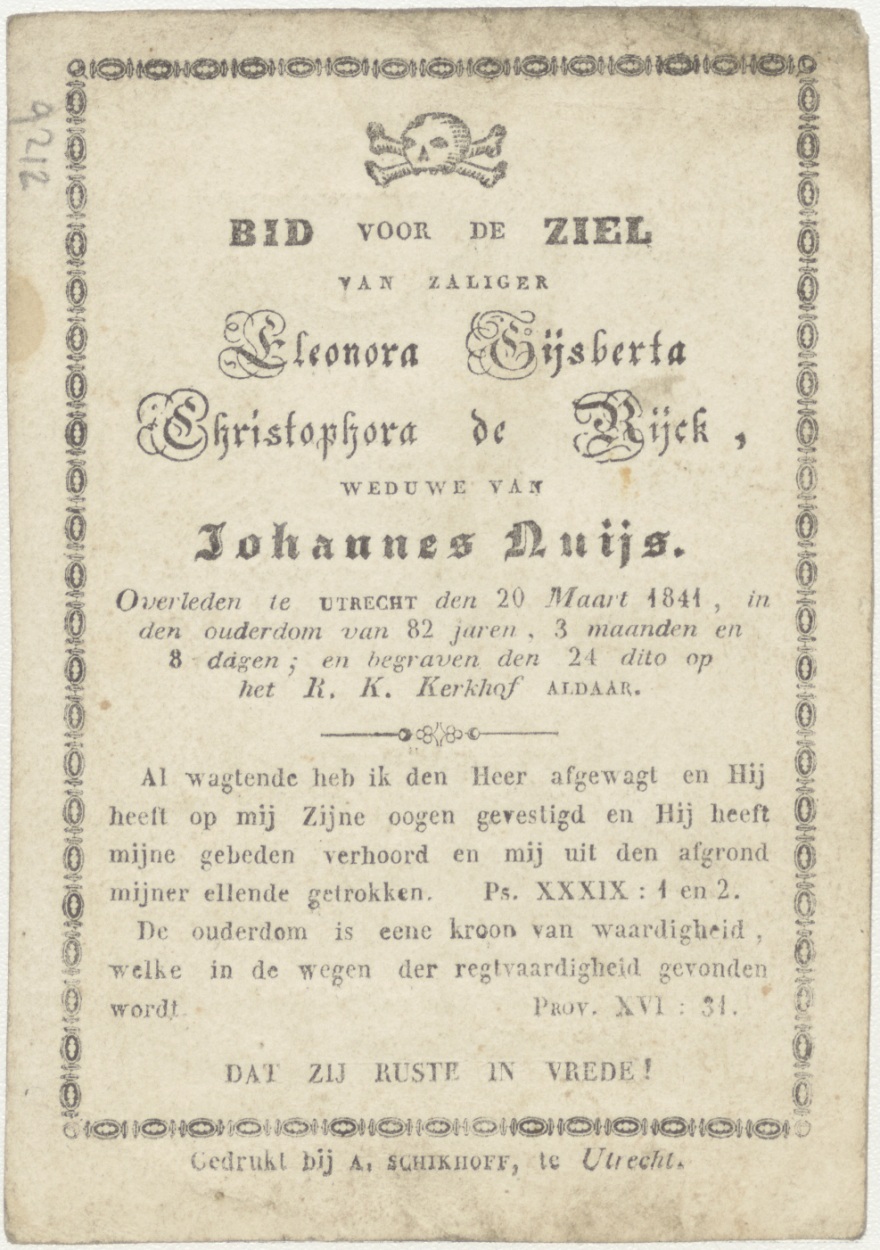 9212
BID VOOR DE ZIEL
VAN ZALIGER
Eleonora Gijsberta
Christophora de Rijck,
WEDUWE VAN
Johannes Nuijs.
Overleden te UTRECHT den 20 Maart 1841, in
den ouderdom van 82 jaren, 3 maanden en
8 dagen; en begraven den 24 dito op
het R. K. Kerkhof ALDAAR.
Al wagtende heb ik den Heer afgewagt en Hij
heeft op mij Zijne oogen gevestigd en Hij heeft
mijne gebeden verhoord en mij uit den afgrond
mijner ellende getrokken. Ps. XXXIX : 1 en 2.
De ouderdom is eene kroon van waardigheid,
welke in de wegen der regtvaardigheid gevonden
wordt. PROV. XVI : 31.
DAT ZIJ RUSTE IN VREDE!
Gedrukt bij A. SCHIKHOFF, te Utrecht.